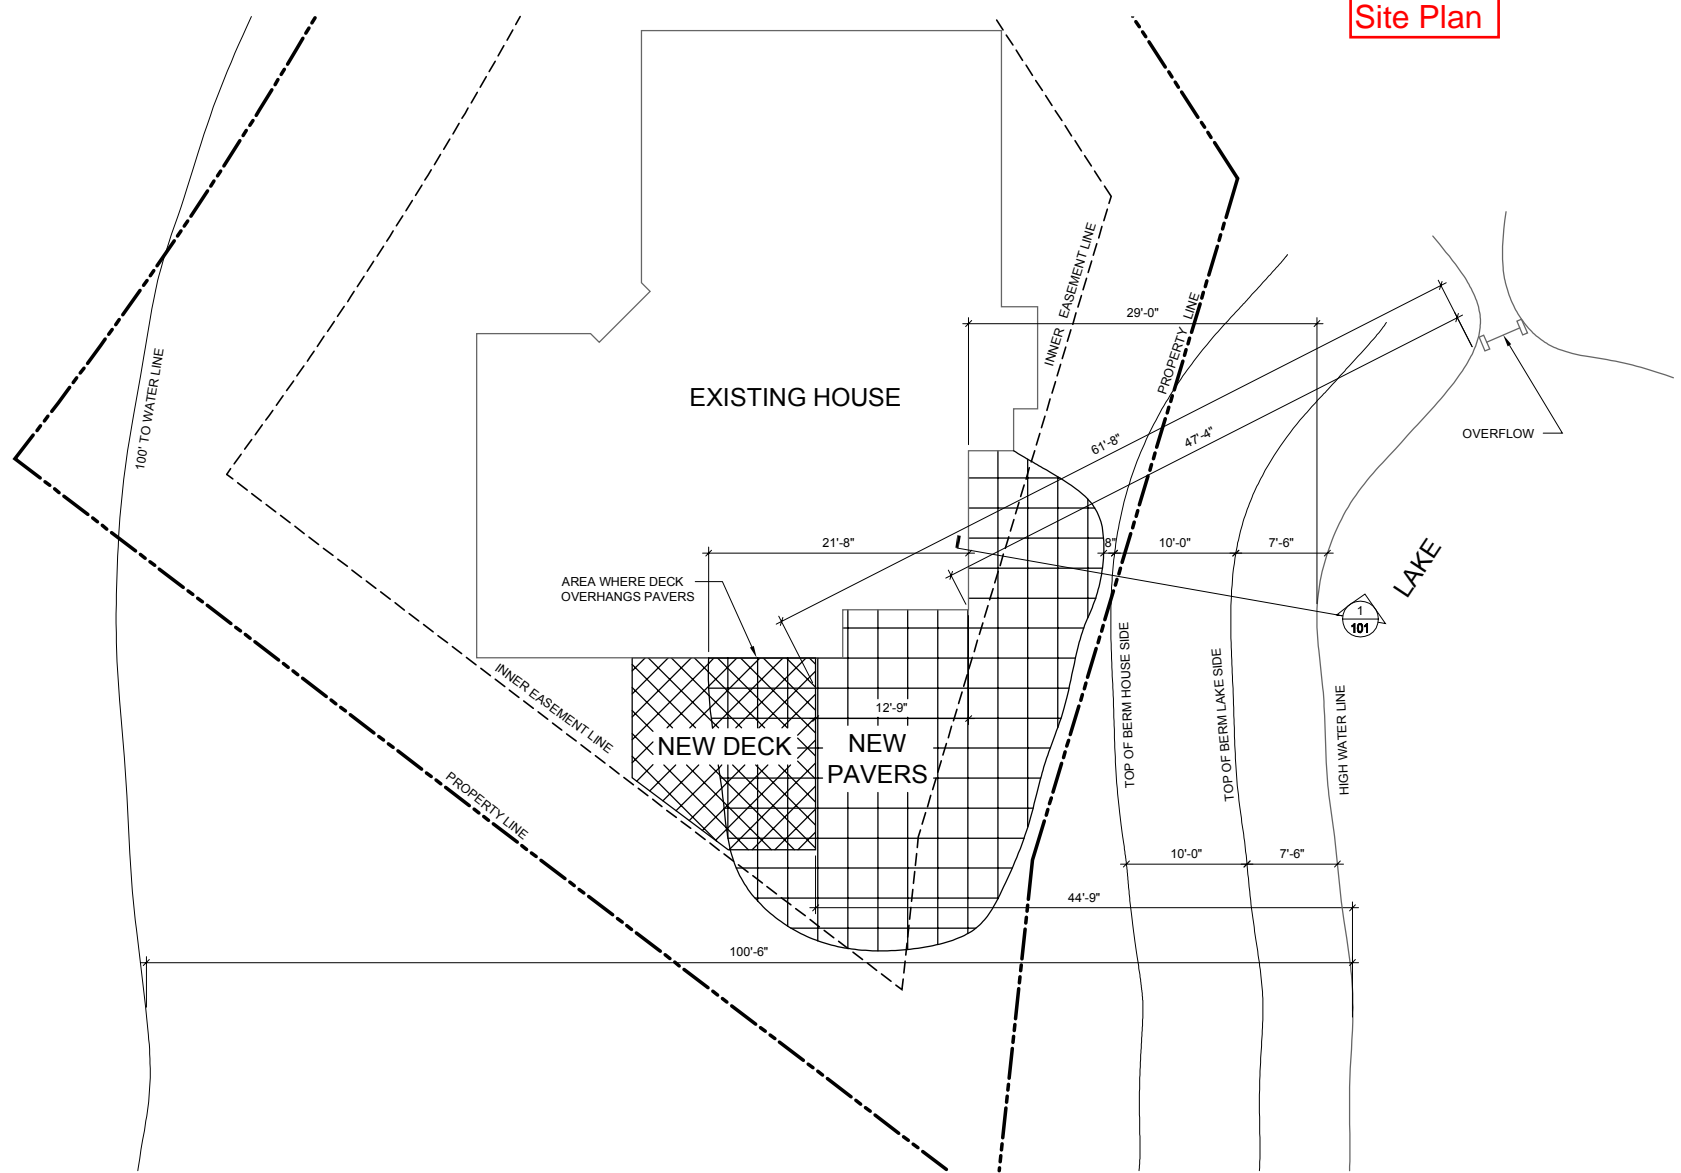 Site Plan
INNER EASEMENT LINE
PROPERTY LINE
29'-0"
100' TO WATER LINE
EXISTING HOUSE
61'-8"
47'-4"
OVERFLOW
21'-8"
8"
10'-0"
7'-6"
LAKE
AREA WHERE DECK
OVERHANGS PAVERS
1
101
TOP OF BERM HOUSE SIDE
TOP OF BERM LAKE SIDE
HIGH WATER LINE
INNER EASEMENT LINE
12'-9"
NEW DECK
NEW
PAVERS
PROPERTY LINE
10'-0"
7'-6"
44'-9"
100'-6"